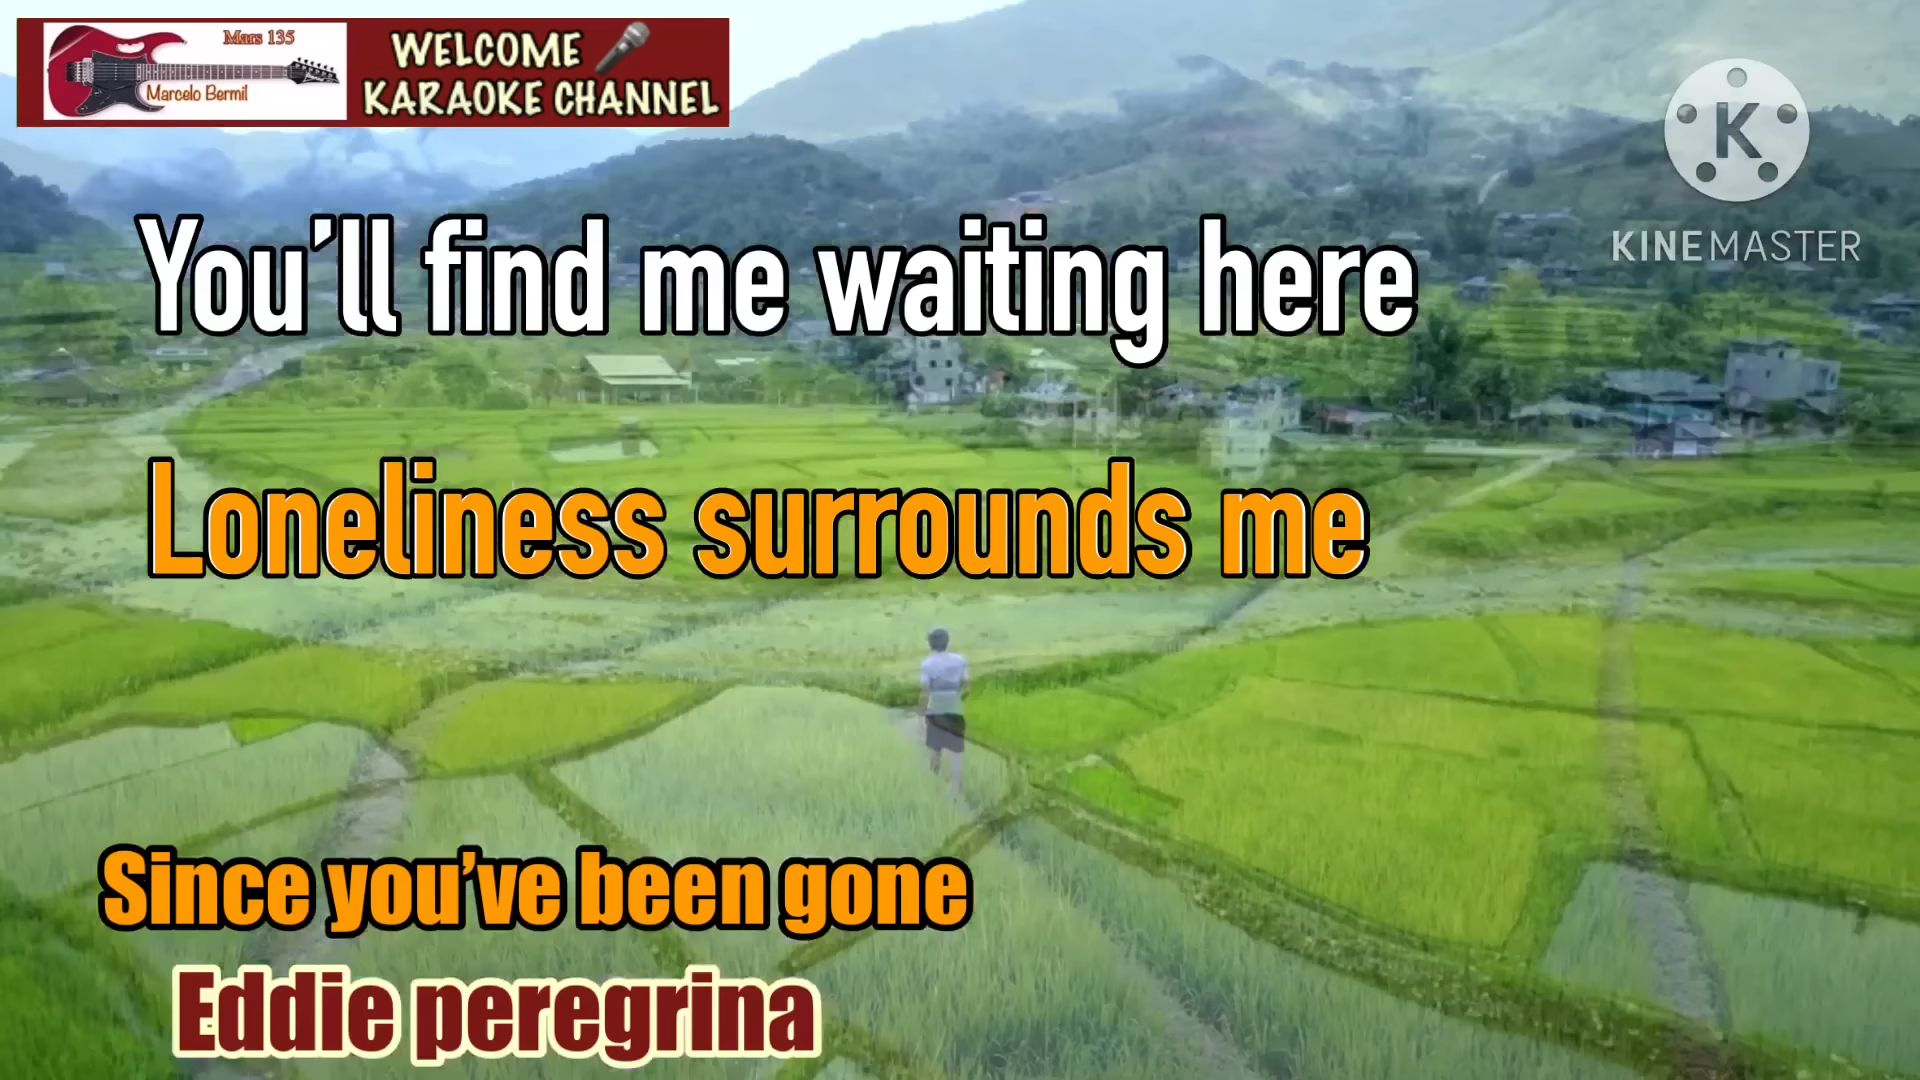 Mars 135
Marcelo Bermil
WELCOME
KARAOKE CHANNEL
K
KINEMASTER
You'll find me waiting here
Loneliness surrounds me
Since you've been gone
Eddie peregrina